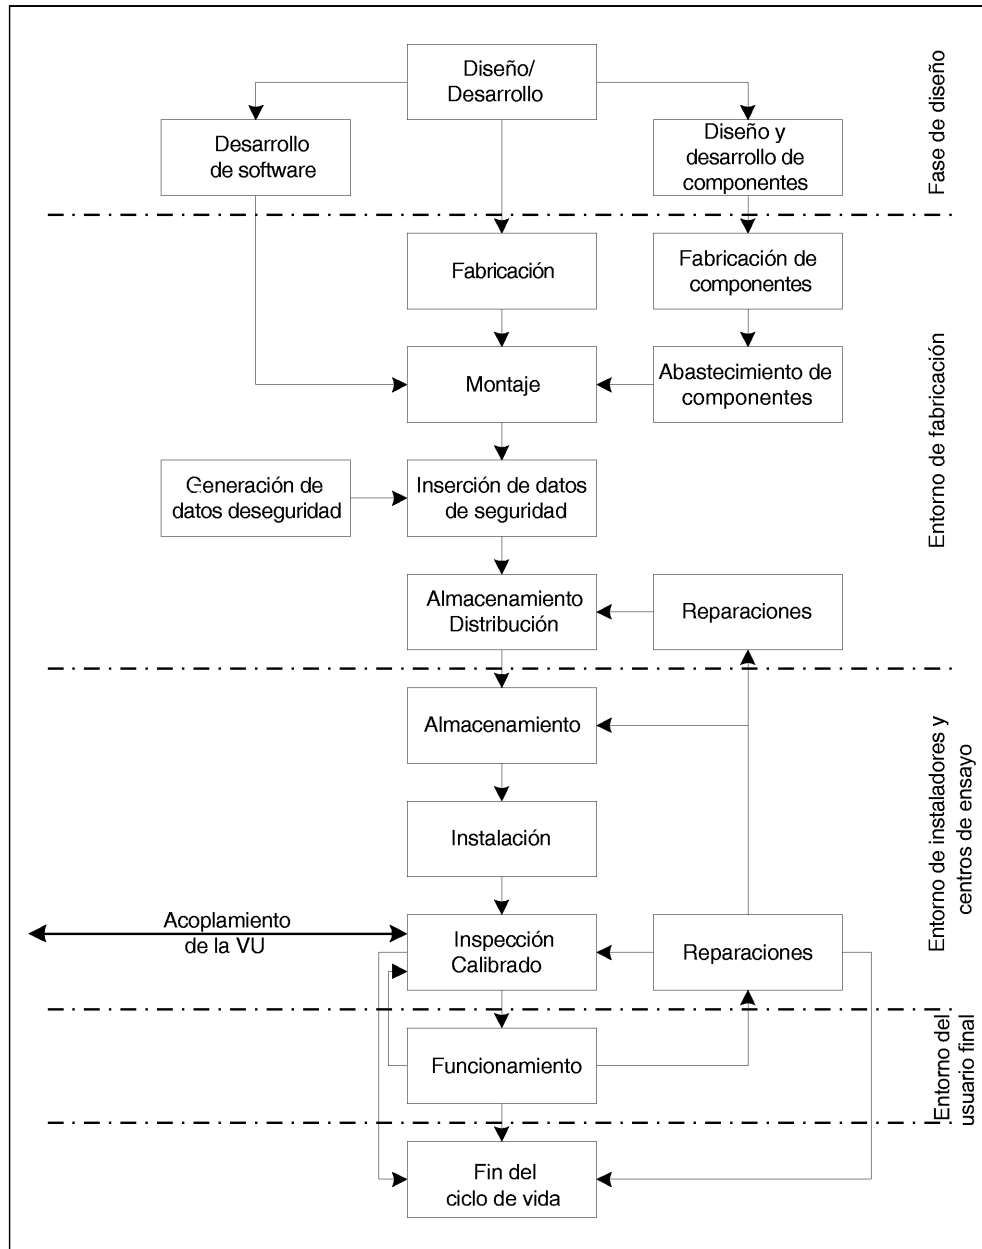 Diseño/
Desarrollo
Desarrollo
de software
Diseño y
desarrollo de
componentes
Fase de diseño
Fabricación
Fabricación de
componentes
Montaje
Abastecimiento de
componentes
Generación de
datos deseguridad
Inserción de datos
de seguridad
Almacenamiento
Distribución
Reparaciones
Entorno de fabricación
Almacenamiento
Instalación
Acoplamiento
de la VU
Inspección
Calibrado
Reparaciones
Entorno de instaladores y
centros de ensayo
Funcionamiento
Entorno del
usuario final
Fin del
ciclo de vida